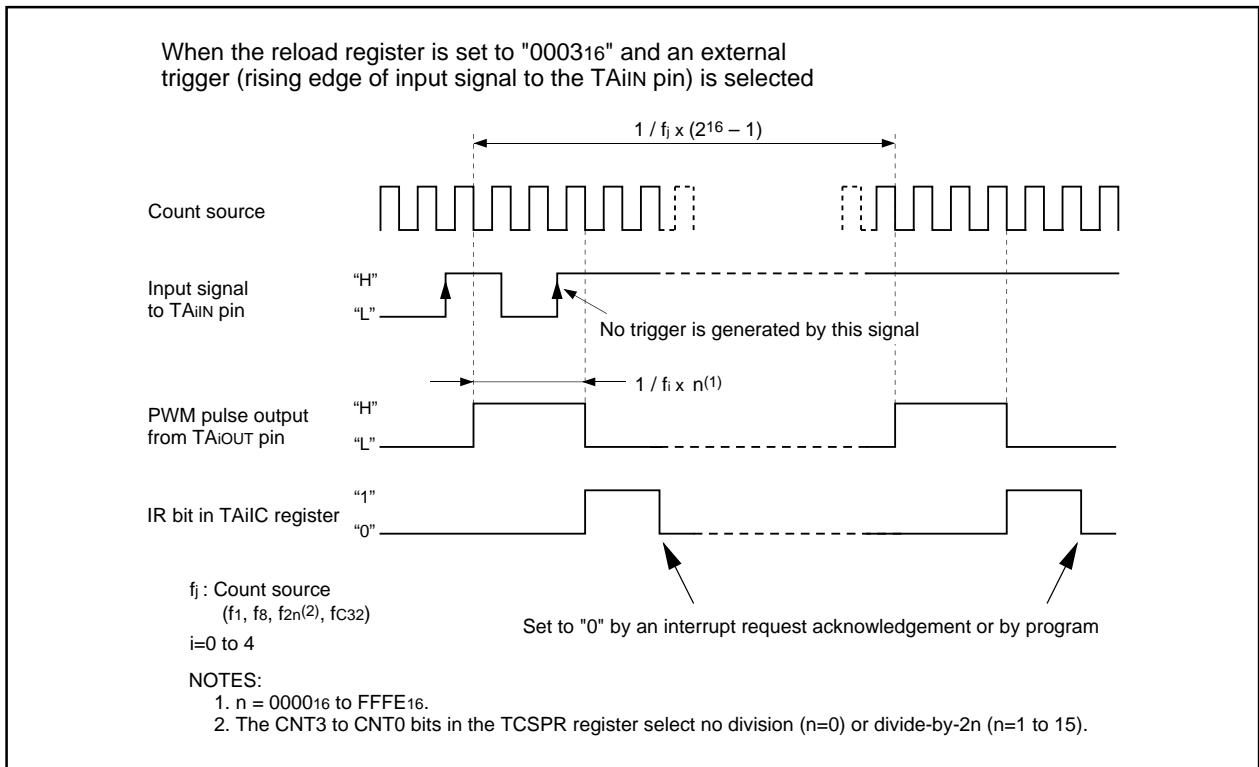 When the reload register is set to "000316" and an external
trigger (rising edge of input signal to the TAiIN pin) is selected
1 / fj x (216 – 1)
Count source
Input signal
to TAiIN pin
“H”
“L”
No trigger is generated by this signal
1 / fi x n(1)
PWM pulse output
from TAiOUT pin
“H”
“L”
IR bit in TAiIC register
“1”
“0”
fj : Count source
(f1, f8, f2n(2), fC32)
i=0 to 4
Set to "0" by an interrupt request acknowledgement or by program
NOTES:
1. n = 000016 to FFFE16.
2. The CNT3 to CNT0 bits in the TCSPR register select no division (n=0) or divide-by-2n (n=1 to 15).